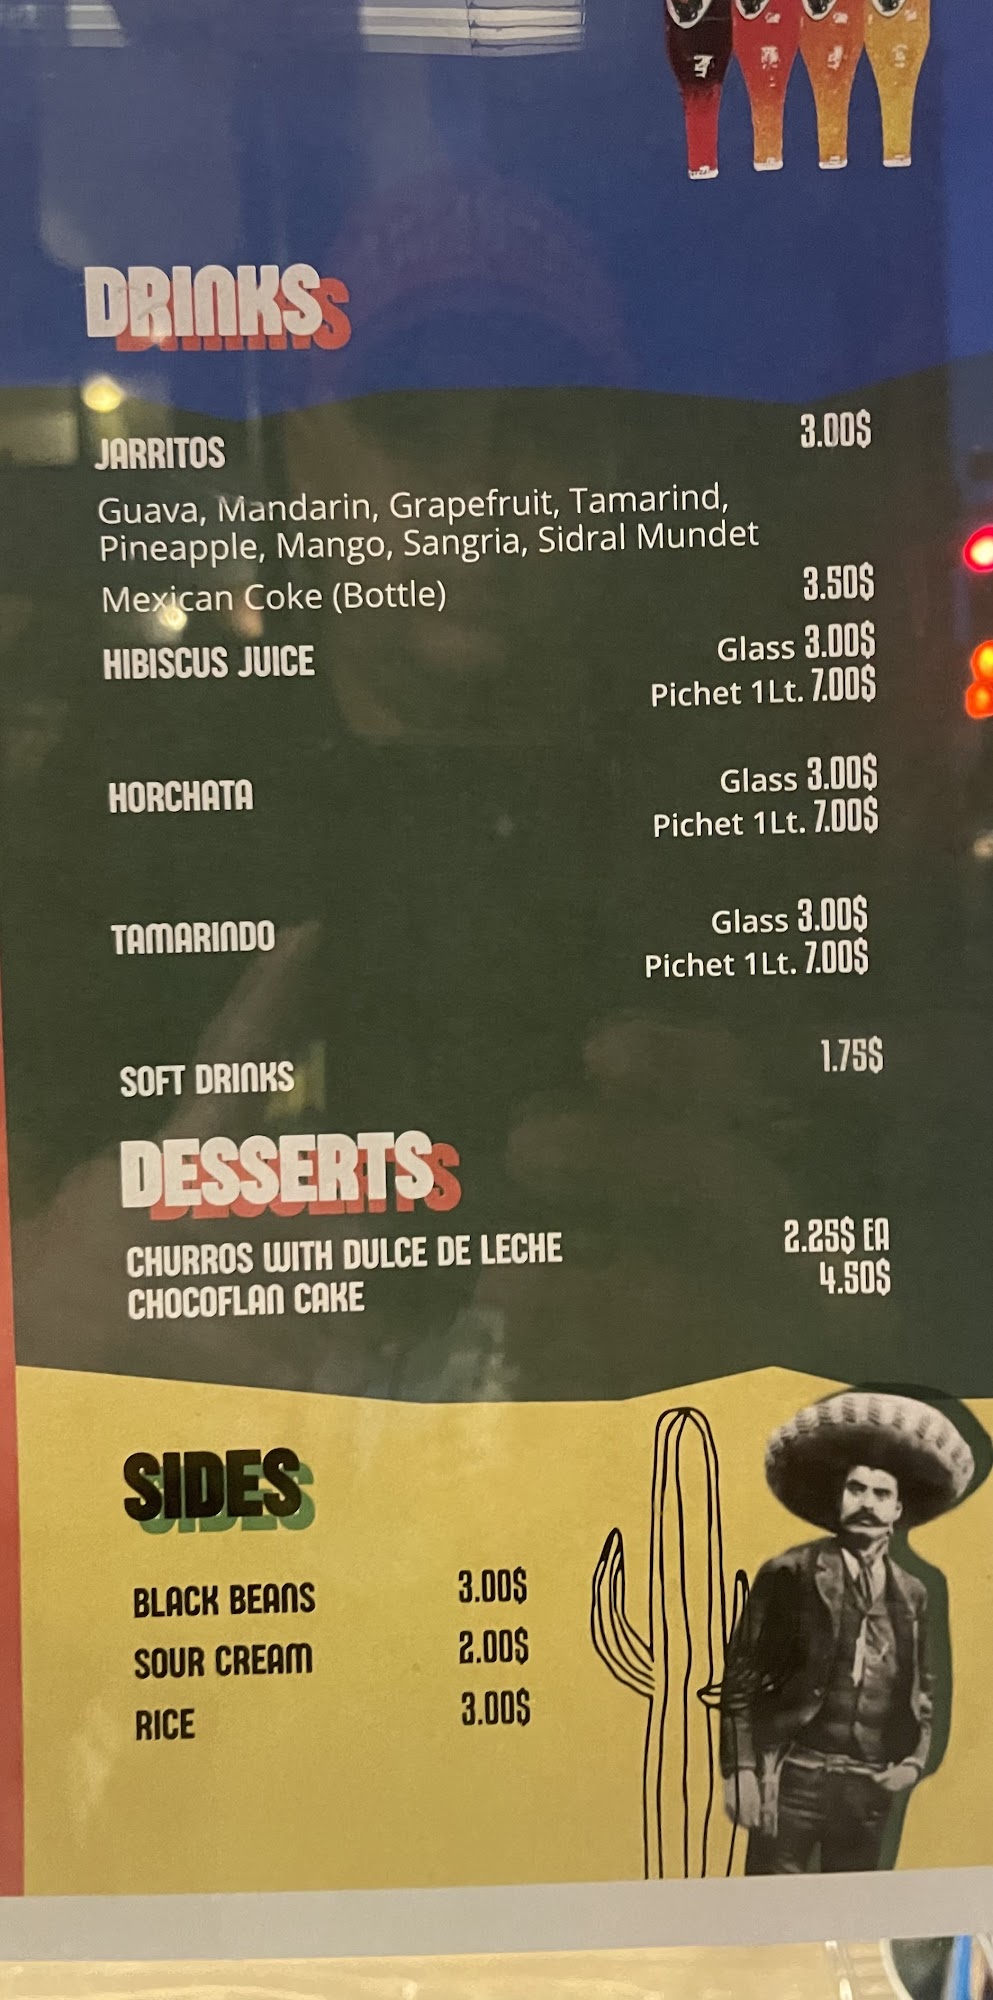 DRINKS
JARRITOS 3.00$
Guava, Mandarin, Grapefruit, Tamarind,
Pineapple, Mango, Sangria, Sidral Mundet
Mexican Coke (Bottle) 3.50$
HIBISCUS JUICE Glass 3.00$
Pichet 1Lt. 7.00$
HORCHATA Glass 3.00$
Pichet 1Lt. 7.00$
TAMARINDO Glass 3.00$
Pichet 1Lt. 7.00$
SOFT DRINKS 1.75$
DESSERTS
CHURROS WITH DULCE DE LECHE 2.25$ EA
CHOCOFLAN CAKE 4.50$
SIDES
BLACK BEANS 3.00$
SOUR CREAM 2.00$
RICE 3.00$